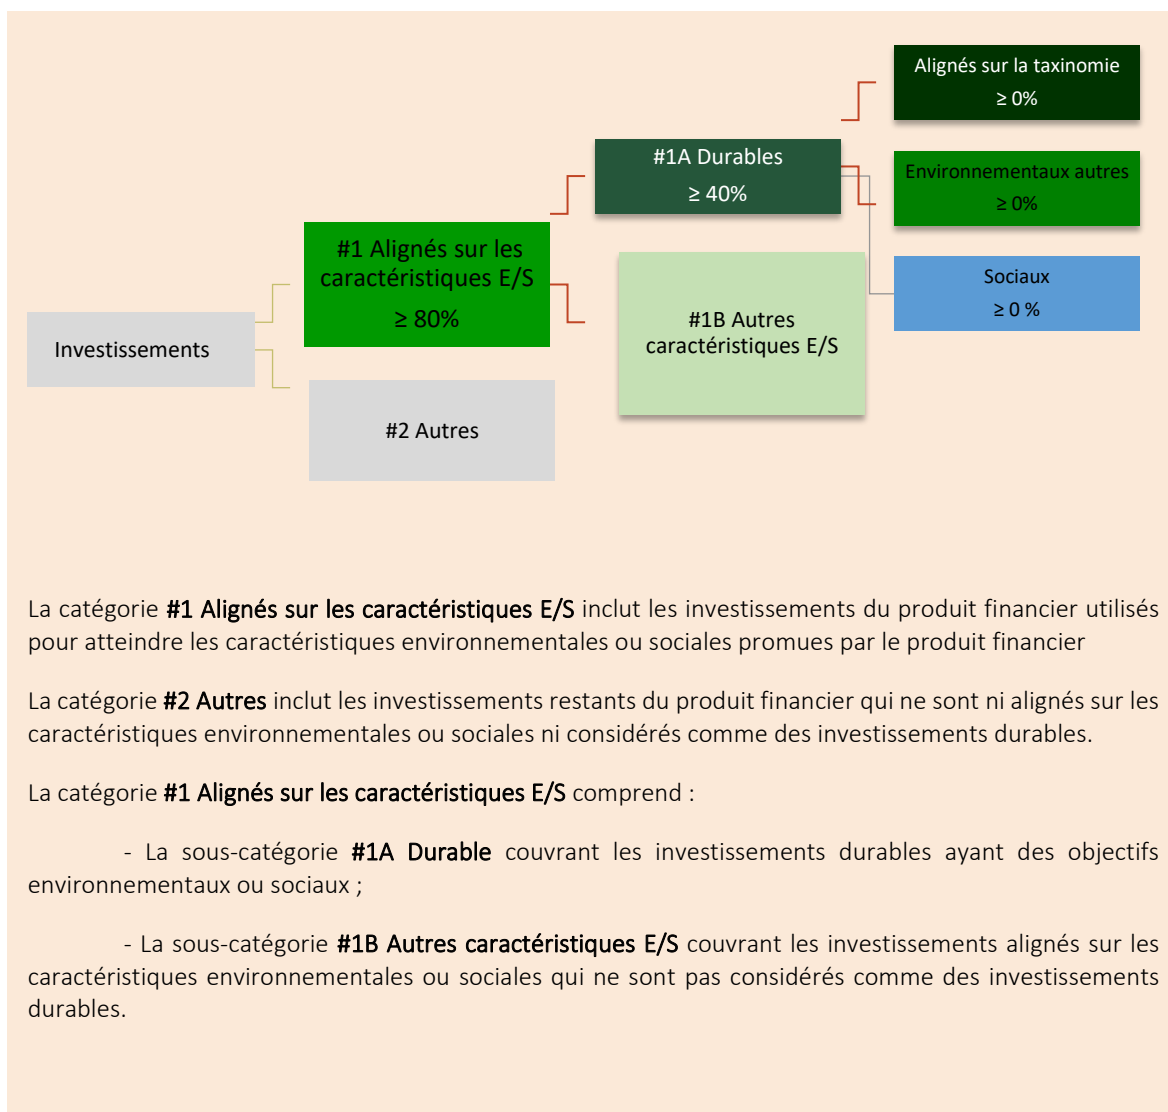 Investissements
#1 Alignés sur les
caractéristiques E/S
≥ 80%
#2 Autres
#1A Durables
≥ 40%
#1B Autres
caractéristiques E/S
Alignés sur la taxinomie
≥ 0%
Environnementaux autres
≥ 0%
Sociaux
≥ 0 %
La catégorie #1 Alignés sur les caractéristiques E/S inclut les investissements du produit financier utilisés
pour atteindre les caractéristiques environnementales ou sociales promues par le produit financier
La catégorie #2 Autres inclut les investissements restants du produit financier qui ne sont ni alignés sur les
caractéristiques environnementales ou sociales ni considérés comme des investissements durables.
La catégorie #1 Alignés sur les caractéristiques E/S comprend :
- La sous-catégorie #1A Durable couvrant les investissements durables ayant des objectifs
environnementaux ou sociaux ;
- La sous-catégorie #1B Autres caractéristiques E/S couvrant les investissements alignés sur les
caractéristiques environnementales ou sociales qui ne sont pas considérés comme des investissements
durables.